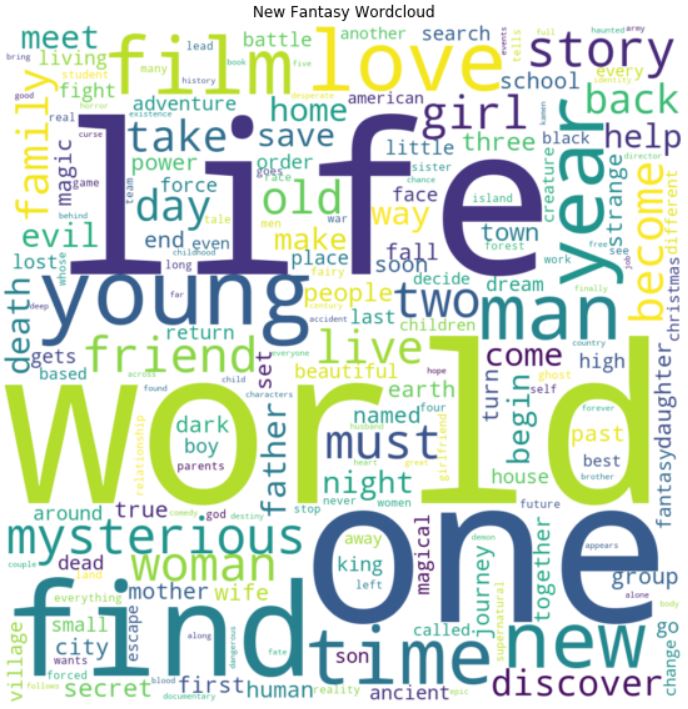 New Fantasy Wordcloud
meet
living
film
battle
another
search
love
story
lead
many
book
five
tells
events
full
haunted
army
bring
student
history
every
identity
fight
school
back
good
horror
desperate
adventure
existence
home
american
girl
family
real
curse
take
save
little
three
black
help
kamen
magic
life
year
power
order
goes
sister
director
game
team
force
race
face
chance
creature
strange
different
day
old
way
island
behind
tale
men
war
evil
end
even
make
fall
town
free
see
lost
whose
childhood
long
place
soon
forest
work
job
become
christmas
fairy
decide
dream
finally
death
deep
young
far
people
two
man
century
children
return
accident
last
gets
friend
set
everyone
live
come
country
high
based
across
beautiful
hope
turn
ghost
self
found
child
earth
begin
characters
forever
world
relationship
dark
father
named
four
girlfriend
past
boy
husband
must
best
brother
parents
heart
great
fantasydaughter
night
house
around
true
god
destiny
stop
never
women
future
comedy
mysterious
one
away
magical
demon
appears
couple
dead
land
woman
king
journey
together
group
left
supernatural
alone
body
everything
mother
wife
find
time
new
small
escape
along
dangerous
called
go
village
city
wants
son
fate
change
discover
forced
secret
first
human
reality
ancient
follows
blood
documentary
epic